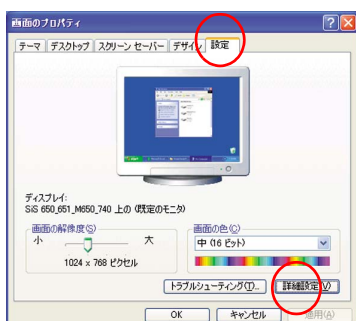 画面のプロパティ
テーマ デスクトップ スクリーン セーバー デザイン 設定
ディスプレイ:
SiS 650_651_M650_740 上の (既定のモニタ)
画面の解像度(S) 画面の色(C)
小 大 中 (16 ビット)
1024 x 768 ピクセル
トラブルシューティング(T)... 詳細設定(V)
OK キャンセル 適用(A)